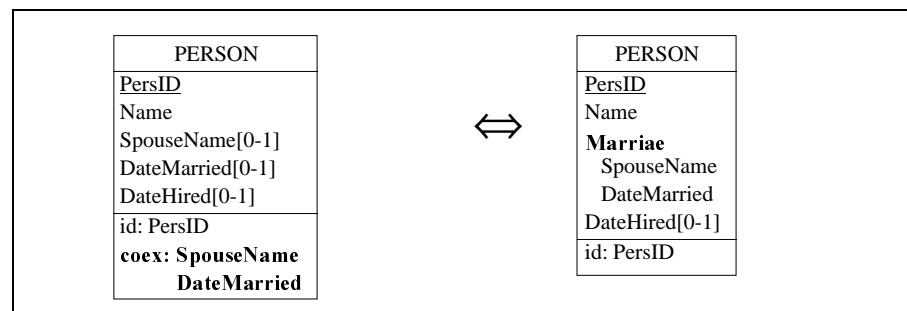 PERSON
PersID
Name
SpouseName[0-1]
DateMarried[0-1]
DateHired[0-1]
id: PersID
coex: SpouseName
DateMarried
⇔
PERSON
PersID
Name
Marriae
SpouseName
DateMarried
DateHired[0-1]
id: PersID